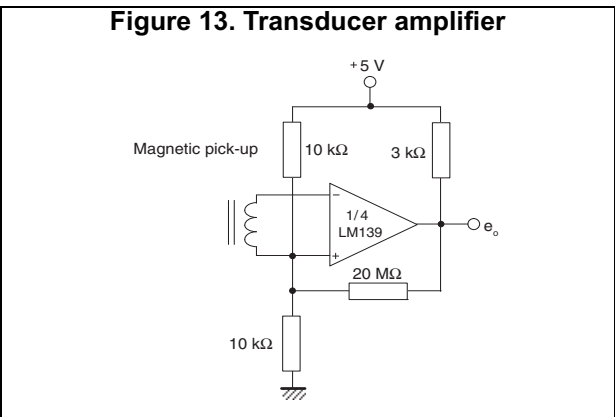 Figure 13. Transducer amplifier
+5 V
Magnetic pick-up
10 kΩ
3 kΩ
−
1/4
LM139
+
eₒ
20 MΩ
10 kΩ